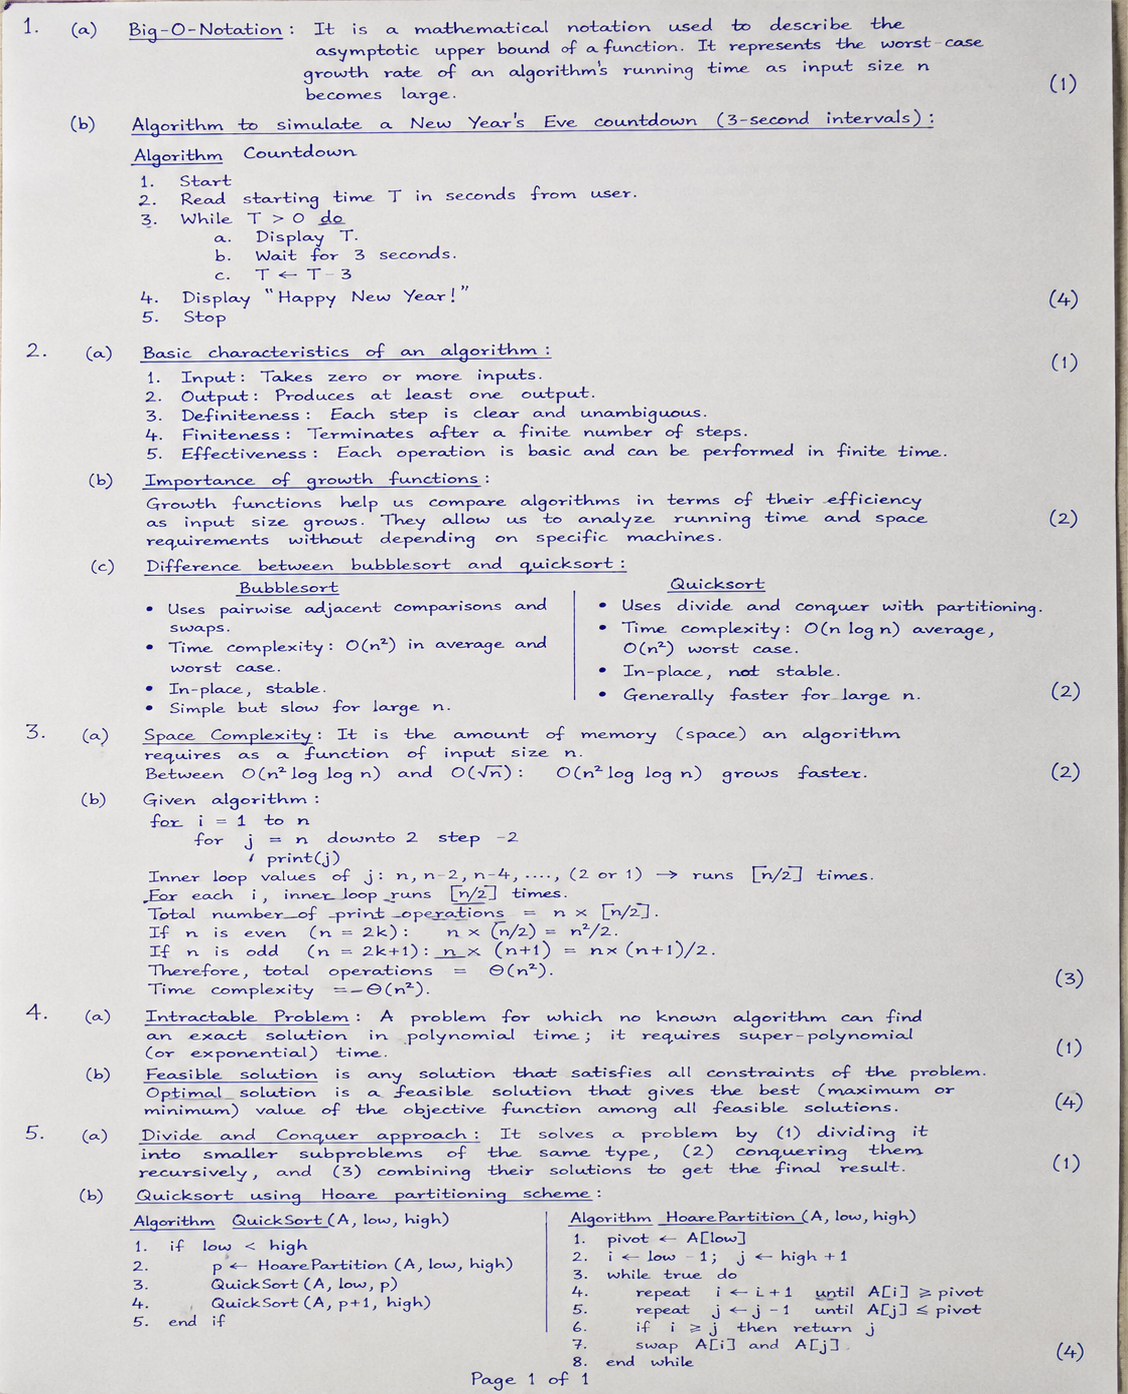 1. (a) Big-O-Notation : It is a mathematical notation used to describe the
asymptotic upper bound of a function. It represents the worst-case
growth rate of an algorithm's running time as input size n
becomes large. (1)
(b) Algorithm to simulate a New Year's Eve countdown (3-second intervals) :
Algorithm Countdown
1. Start
2. Read starting time T in seconds from user.
3. While T > 0 do
a. Display T.
b. Wait for 3 seconds.
c. T ← T - 3
4. Display "Happy New Year!" (4)
5. Stop
2. (a) Basic characteristics of an algorithm : (1)
1. Input : Takes zero or more inputs.
2. Output : Produces at least one output.
3. Definiteness : Each step is clear and unambiguous.
4. Finiteness : Terminates after a finite number of steps.
5. Effectiveness : Each operation is basic and can be performed in finite time.
(b) Importance of growth functions :
Growth functions help us compare algorithms in terms of their efficiency
as input size grows. They allow us to analyze running time and space (2)
requirements without depending on specific machines.
(c) Difference between bubblesort and quicksort :
Bubblesort
• Uses pairwise adjacent comparisons and
swaps.
• Time complexity : O(n²) in average and
worst case.
• In-place, stable.
• Simple but slow for large n.
Quicksort
• Uses divide and conquer with partitioning.
• Time complexity : O(n log n) average,
O(n²) worst case.
• In-place, not stable.
• Generally faster for large n. (2)
3. (a) Space Complexity : It is the amount of memory (space) an algorithm
requires as a function of input size n.
Between O(n² log log n) and O(√n) : O(n² log log n) grows faster. (2)
(b) Given algorithm :
for i = 1 to n
for j = n downto 2 step -2
print(j)
Inner loop values of j : n, n-2, n-4, ...., (2 or 1) → runs ⌈n/2⌉ times.
For each i, inner loop runs ⌈n/2⌉ times.
Total number of print operations = n × ⌈n/2⌉.
If n is even (n = 2k) : n × (n/2) = n²/2.
If n is odd (n = 2k+1) : n × (n+1) = n× (n+1)/2.
Therefore, total operations = Θ(n²).
Time complexity = Θ(n²). (3)
4. (a) Intractable Problem : A problem for which no known algorithm can find
an exact solution in polynomial time ; it requires super-polynomial
(or exponential) time. (1)
(b) Feasible solution is any solution that satisfies all constraints of the problem.
Optimal solution is a feasible solution that gives the best (maximum or
minimum) value of the objective function among all feasible solutions. (4)
5. (a) Divide and Conquer approach : It solves a problem by (1) dividing it
into smaller subproblems of the same type, (2) conquering them
recursively, and (3) combining their solutions to get the final result. (1)
(b) Quicksort using Hoare partitioning scheme :
Algorithm QuickSort (A, low, high)
1. if low < high
2. p ← HoarePartition (A, low, high)
3. QuickSort (A, low, p)
4. QuickSort (A, p+1, high)
5. end if
Algorithm HoarePartition (A, low, high)
1. pivot ← A[low]
2. i ← low - 1 ; j ← high + 1
3. while true do
4. repeat i ← i + 1 until A[i] ⩾ pivot
5. repeat j ← j - 1 until A[j] ⩽ pivot
6. if i ⩾ j then return j
7. swap A[i] and A[j] (4)
8. end while
Page 1 of 1